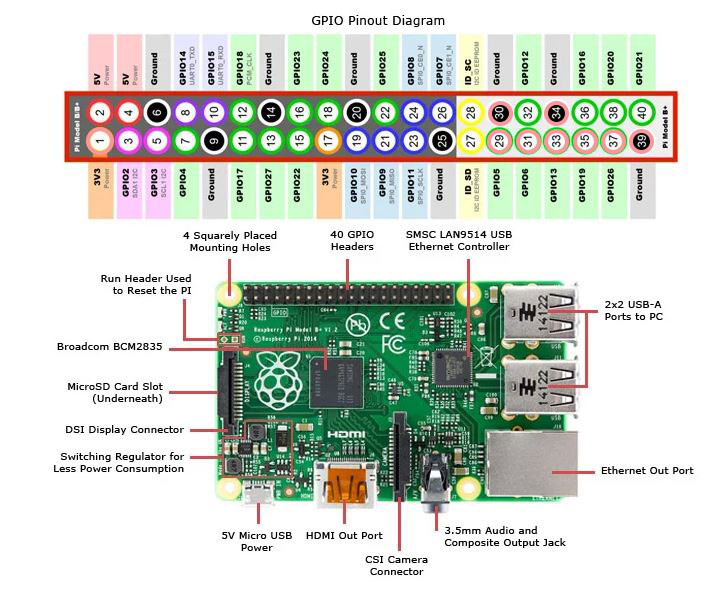 GPIO Pinout Diagram
5V Power
5V Power
Ground
GPIO14 UART0_TXD
GPIO15 UART0_RXD
GPIO18 PCM_CLK
Ground
GPIO23
GPIO24
Ground
GPIO25
GPIO8 SPI0_CE0_N
GPIO7 SPI0_CE1_N
ID_SC I2C ID EEPROM
Ground
GPIO12
Ground
GPIO16
GPIO20
GPIO21
Pi Model B/B+
2 4 6 8 10 12 14 16 18 20 22 24 26 28 30 32 34 36 38 40
1 3 5 7 9 11 13 15 17 19 21 23 25 27 29 31 33 35 37 39
Pi Model B+
3V3 Power
GPIO2 SDA1 I2C
GPIO3 SCL1 I2C
GPIO4
Ground
GPIO17
GPIO27
GPIO22
3V3 Power
GPIO10 SPI0_MOSI
GPIO9 SPI0_MISO
GPIO11 SPI0_SCLK
Ground
ID_SD I2C ID EEPROM
GPIO5
GPIO6
GPIO13
GPIO19
GPIO26
Ground
4 Squarely Placed
Mounting Holes
40 GPIO
Headers
SMSC LAN9514 USB
Ethernet Controller
Run Header Used
to Reset the PI
2x2 USB-A
Ports to PC
Broadcom BCM2835
MicroSD Card Slot
(Underneath)
DSI Display Connector
Switching Regulator for
Less Power Consumption
Ethernet Out Port
5V Micro USB
Power
HDMI Out Port
CSI Camera
Connector
3.5mm Audio and
Composite Output Jack
GPIO
Raspberry Pi Model B+ V1.2
© Raspberry Pi 2014
CE
FC
14122
14122
USB
DISPLAY
HDMI
CAMERA